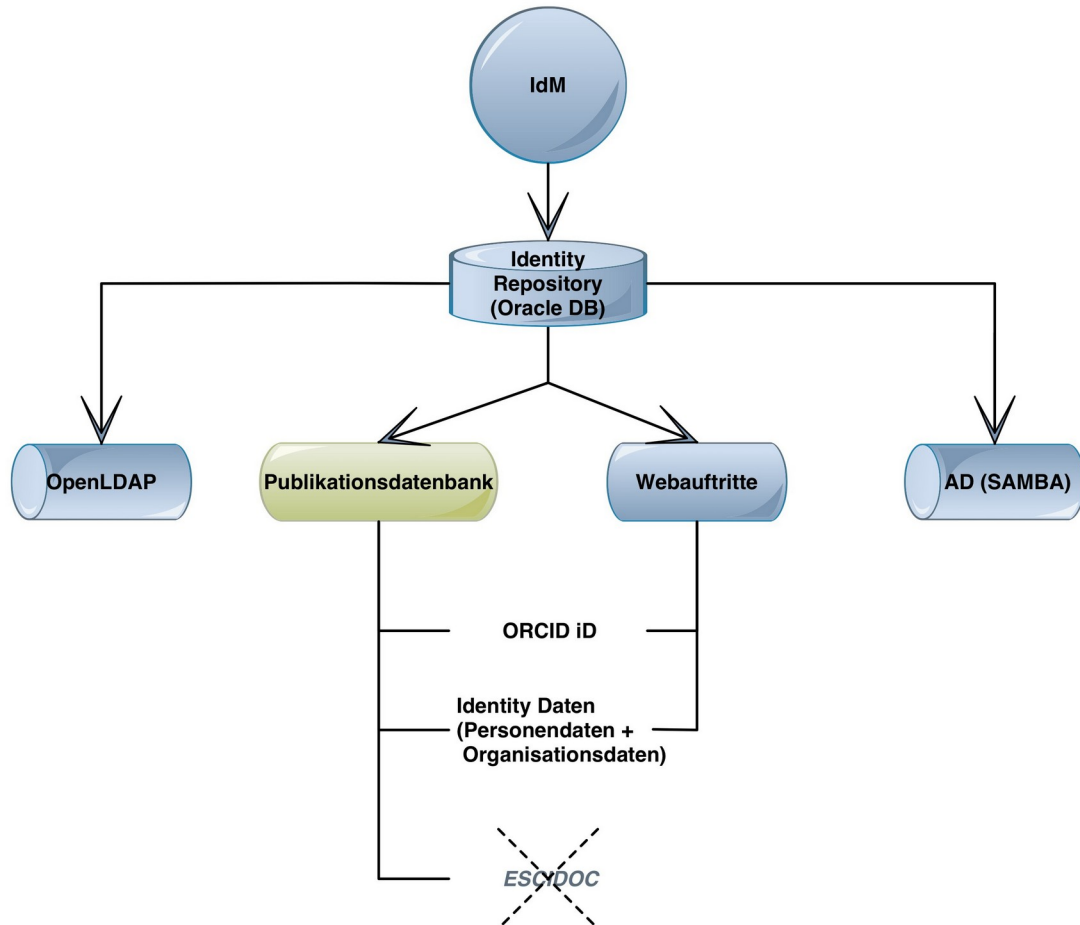 IdM
Identity
Repository
(Oracle DB)
OpenLDAP
Publikationsdatenbank
Webauftritte
AD (SAMBA)
ORCID iD
Identity Daten
(Personendaten +
Organisationsdaten)
ESCIDOC